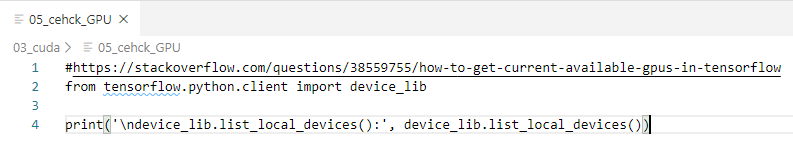 05_cehck_GPU ×
03_cuda > 05_cehck_GPU
1 #https://stackoverflow.com/questions/38559755/how-to-get-current-available-gpus-in-tensorflow
2 from tensorflow.python.client import device_lib
3
4 print('\ndevice_lib.list_local_devices():', device_lib.list_local_devices())